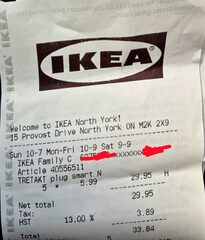 IKEA
Welcome to IKEA North York!
15 Provost Drive North York ON M2K 2X9
Sun 10-7 Mon-Fri 10-9 Sat 9-9
IKEA Family C XXXXXX
Article 40556511
TRETAKT plug smart N 29.95 H
5 * 5.99
Net total 29.95
Tax:
HST 13.00 % 3.89
Total 33.84